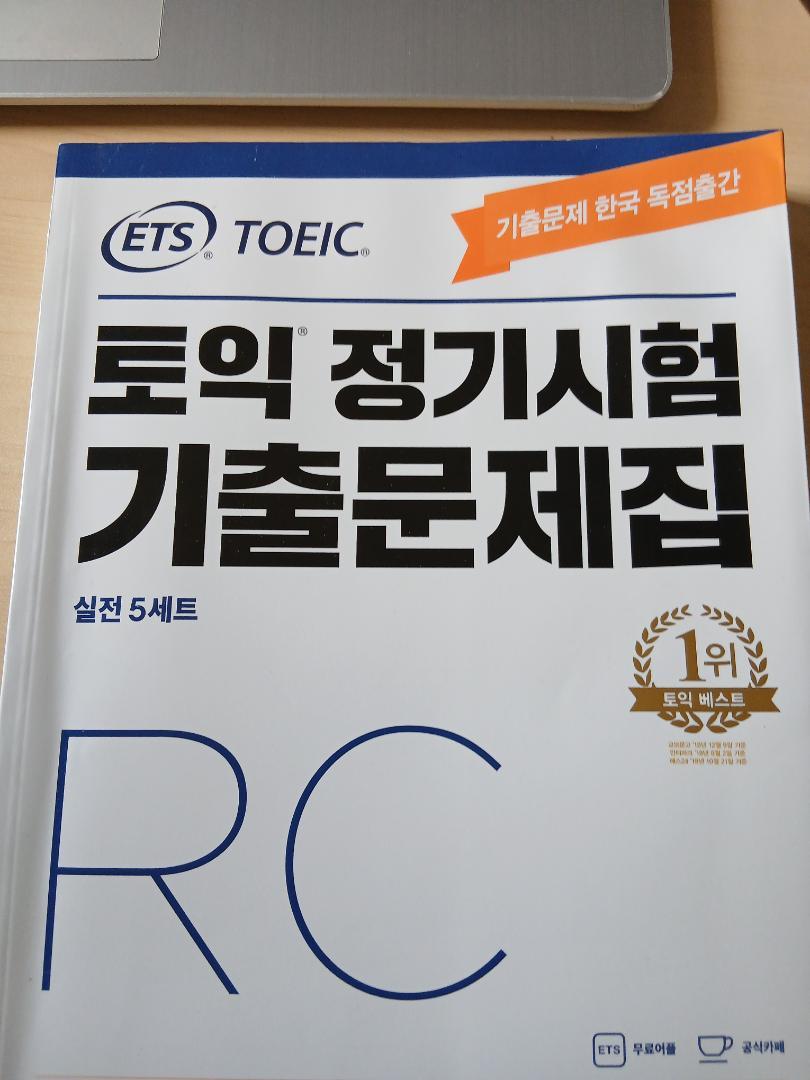 ETS® TOEIC®
기출문제 한국 독점출간
토익® 정기시험
기출문제집
실전 5세트
1위
토익 베스트
RC
ETS 무료어플 공식카페